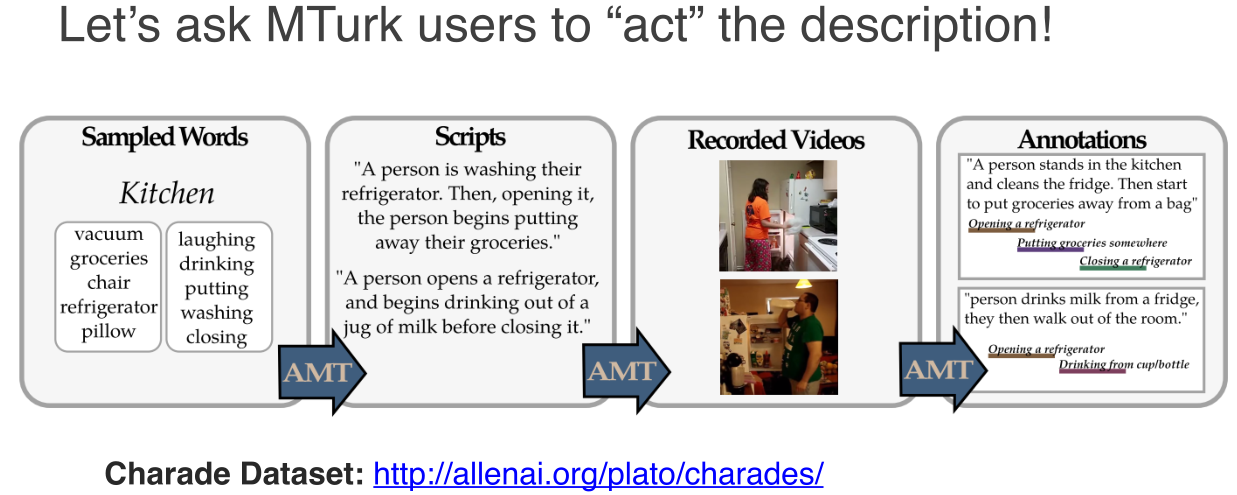 Let's ask MTurk users to “act” the description!
Sampled Words
Kitchen
vacuum
groceries
chair
refrigerator
pillow
laughing
drinking
putting
washing
closing
AMT
Scripts
"A person is washing their
refrigerator. Then, opening it,
the person begins putting
away their groceries."
"A person opens a refrigerator,
and begins drinking out of a
jug of milk before closing it."
AMT
Recorded Videos
AMT
Annotations
"A person stands in the kitchen
and cleans the fridge. Then start
to put groceries away from a bag"
Opening a refrigerator
Putting groceries somewhere
Closing a refrigerator
"person drinks milk from a fridge,
they then walk out of the room."
Opening a refrigerator
Drinking from cup/bottle
Charade Dataset: http://allenai.org/plato/charades/